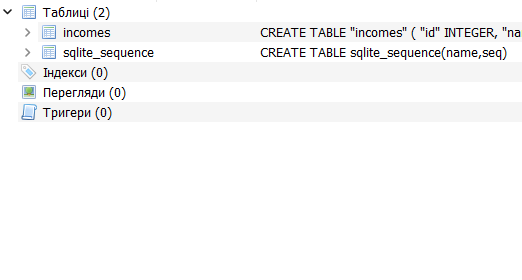 Таблиці (2)
incomes CREATE TABLE "incomes" ( "id" INTEGER, "na
sqlite_sequence CREATE TABLE sqlite_sequence(name,seq)
Індекси (0)
Перегляди (0)
Тригери (0)